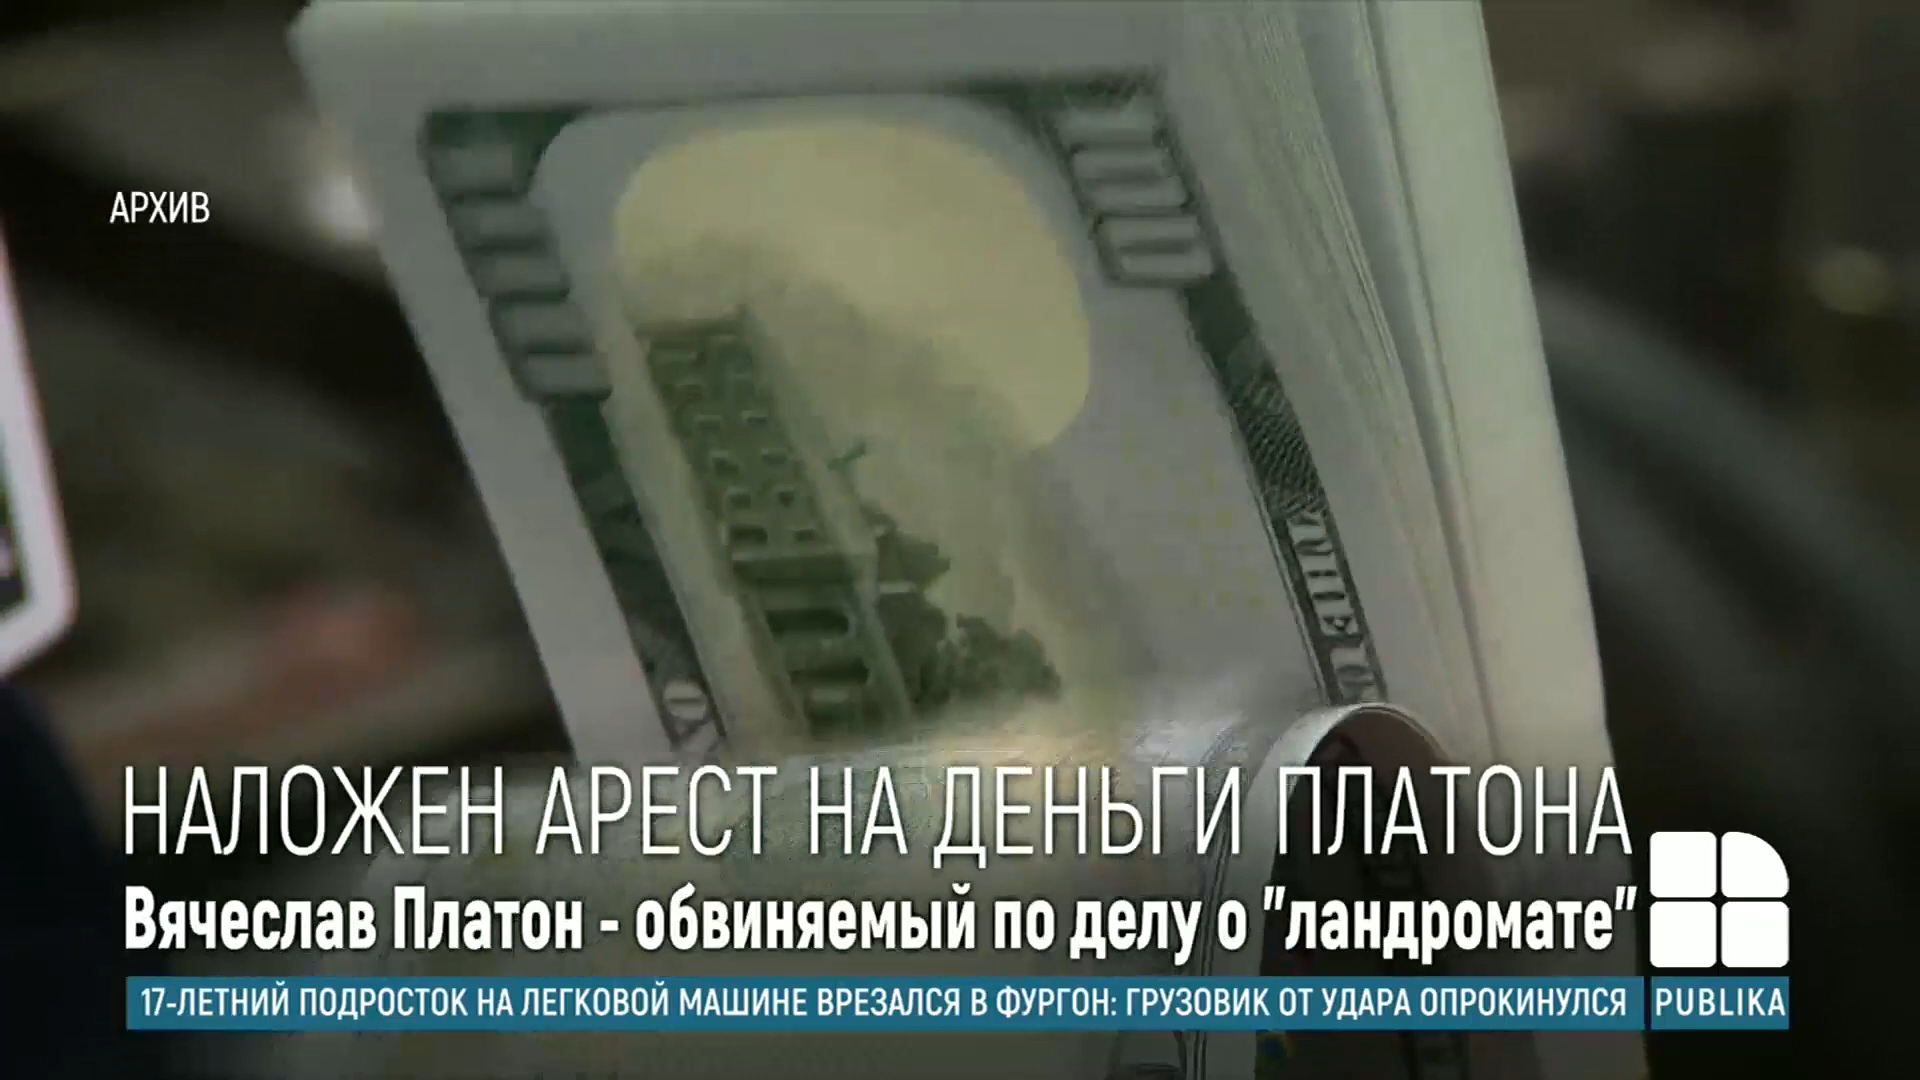 АРХИВ
НАЛОЖЕН АРЕСТ НА ДЕНЬГИ ПЛАТОНА
Вячеслав Платон - обвиняемый по делу о "ландромате"
17-ЛЕТНИЙ ПОДРОСТОК НА ЛЕГКОВОЙ МАШИНЕ ВРЕЗАЛСЯ В ФУРГОН: ГРУЗОВИК ОТ УДАРА ОПРОКИНУЛСЯ
PUBLIKA